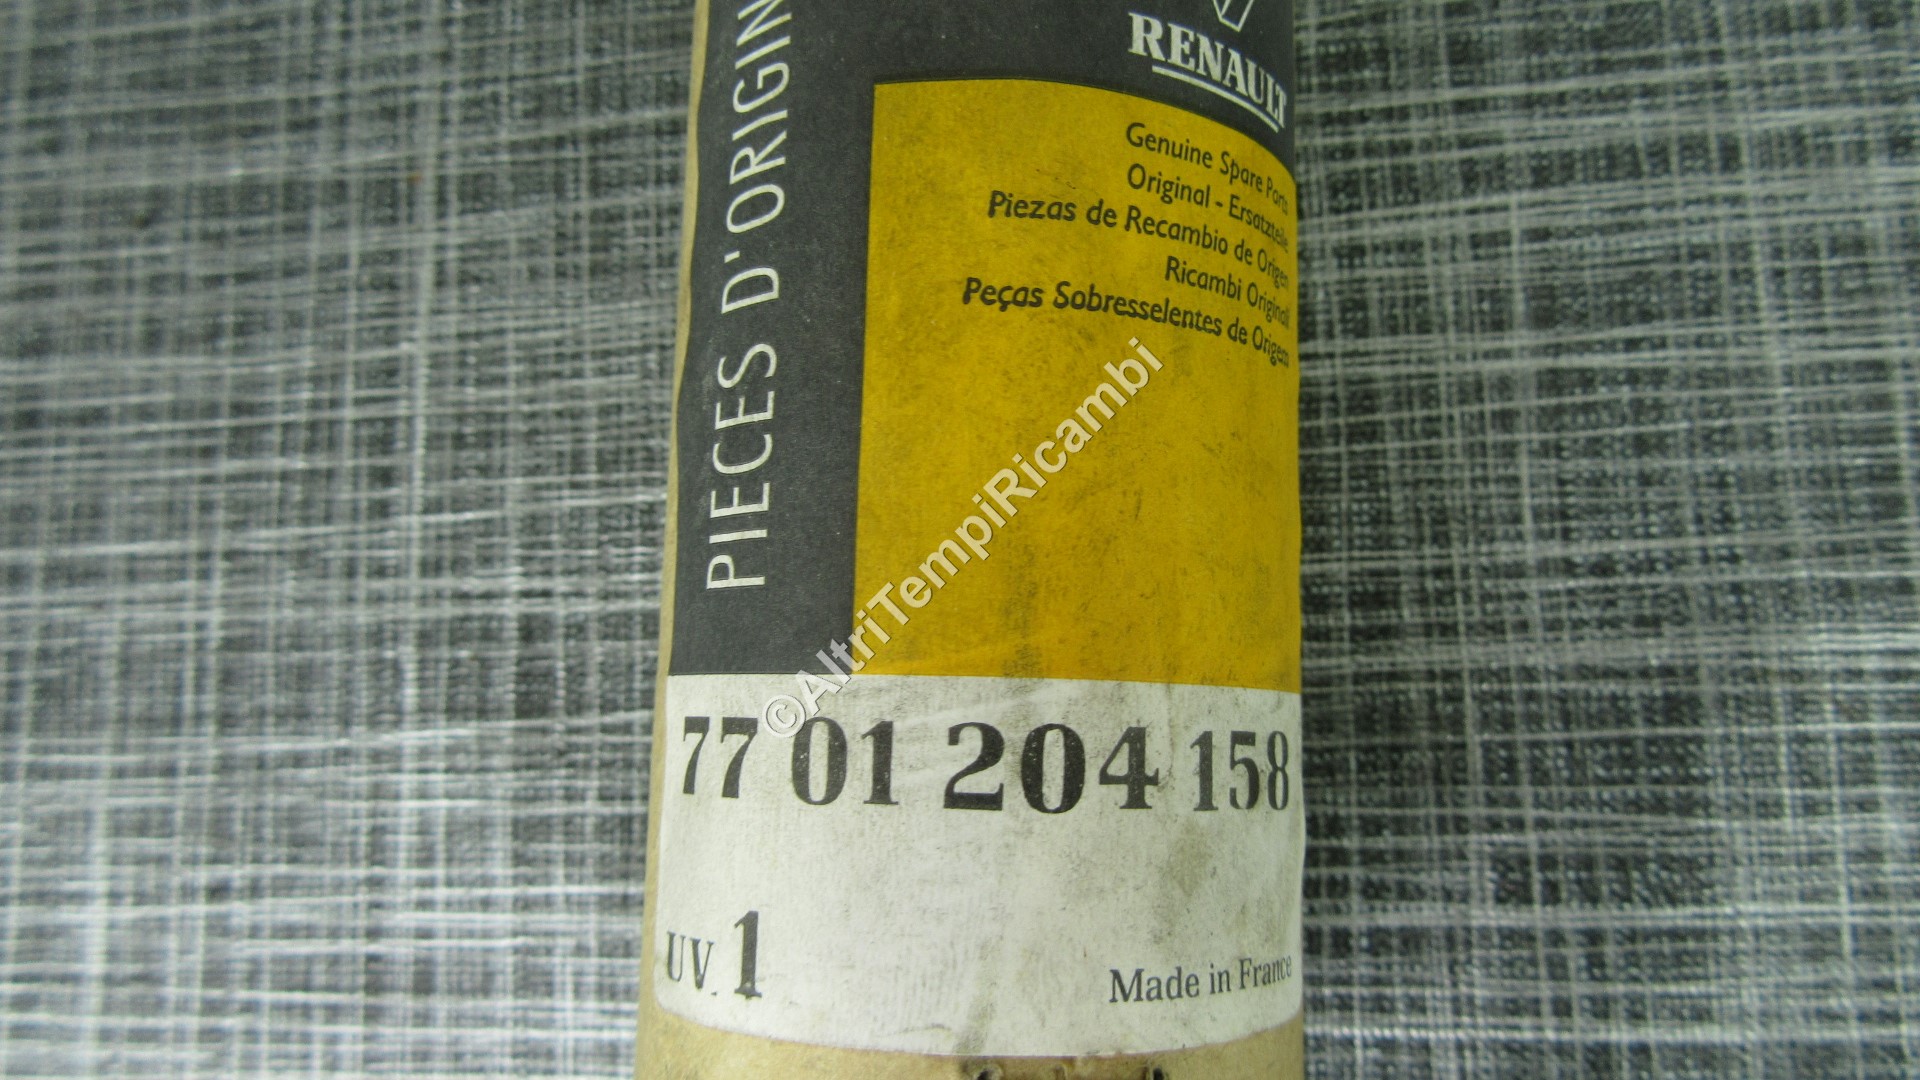 RENAULT
PIECES D'ORIGIN
Genuine Spare Parts
Original - Ersatzteile
Piezas de Recambio de Origen
Ricambi Originali
Peças Sobresselentes de Origem
©AltriTempiRicambi
77 01 204 158
UV. 1
Made in France